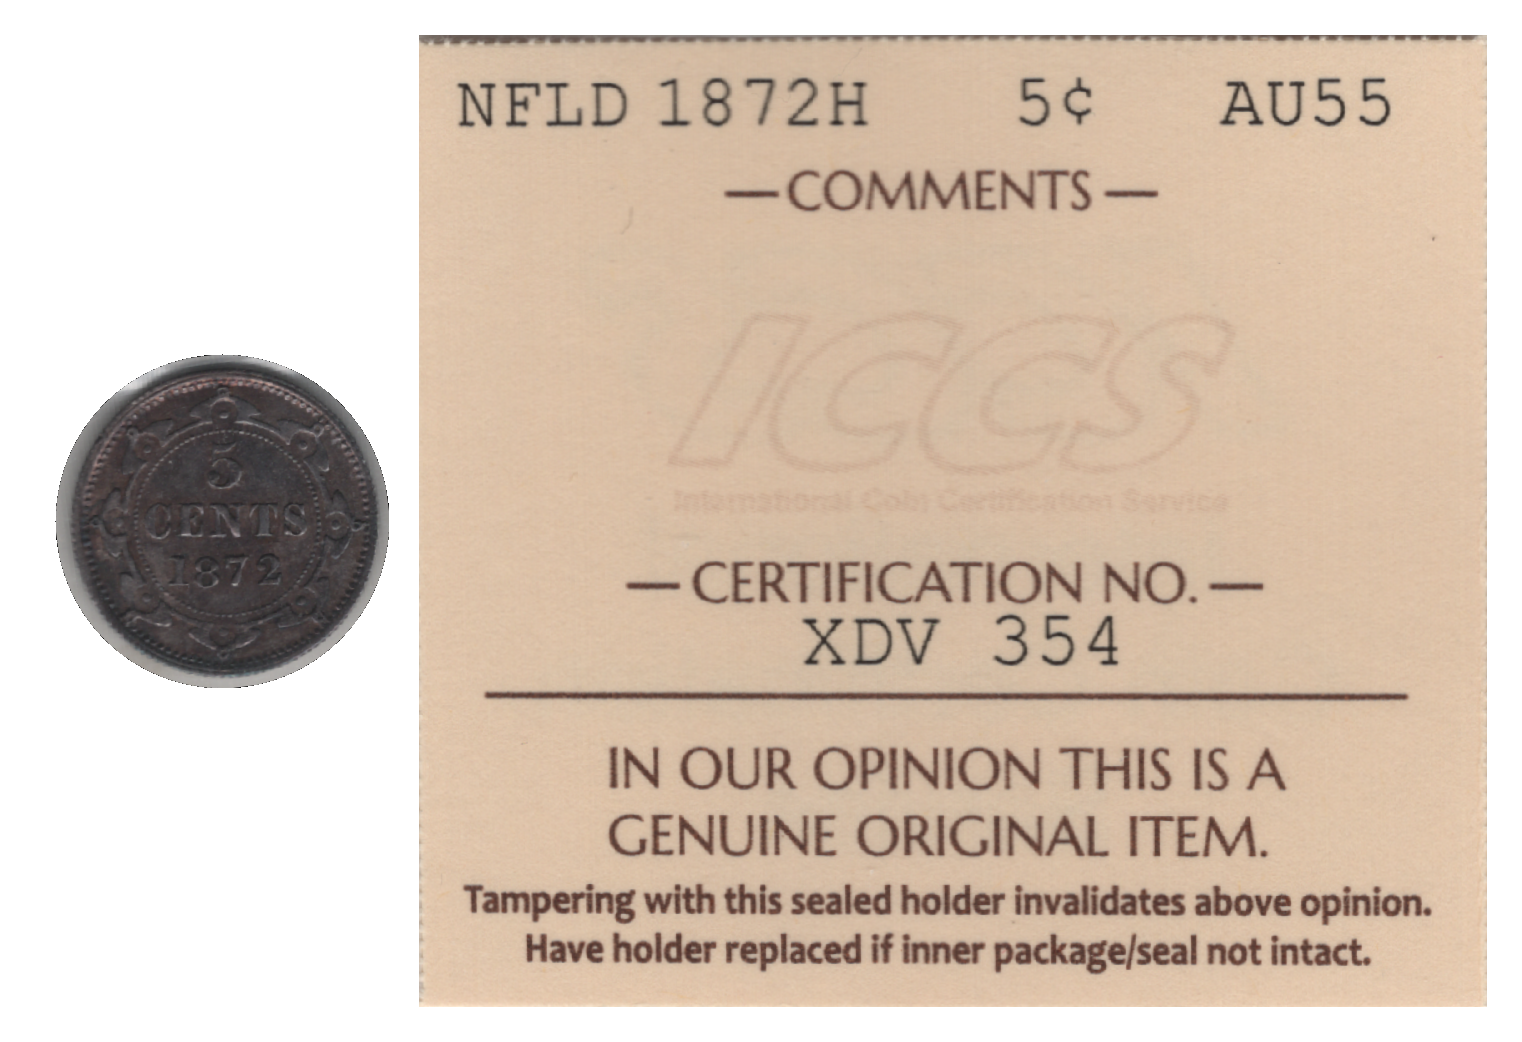 5
CENTS
1872
NFLD 1872H 5¢ AU55
— COMMENTS —
ICCS
International Coin Certification Service
— CERTIFICATION NO. —
XDV 354
IN OUR OPINION THIS IS A
GENUINE ORIGINAL ITEM.
Tampering with this sealed holder invalidates above opinion.
Have holder replaced if inner package/seal not intact.